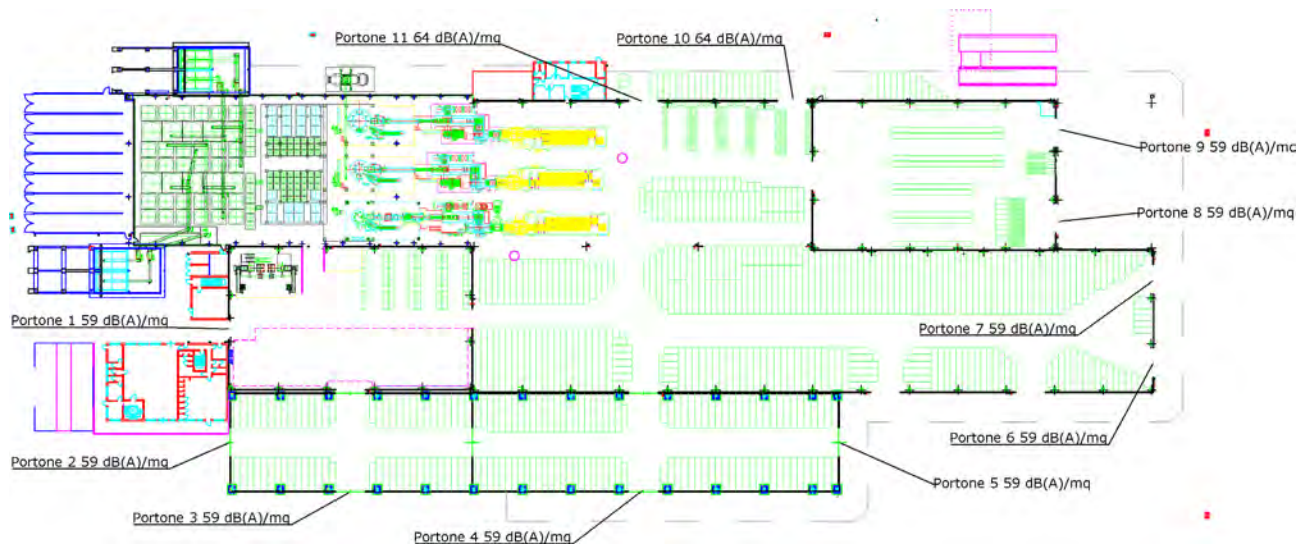 Portone 11 64 dB(A)/mq
Portone 10 64 dB(A)/mq
Portone 9 59 dB(A)/mc
Portone 8 59 dB(A)/mq
Portone 1 59 dB(A)/mq
Portone 7 59 dB(A)/mq
Portone 6 59 dB(A)/mq
Portone 2 59 dB(A)/mq
Portone 5 59 dB(A)/mq
Portone 3 59 dB(A)/mq
Portone 4 59 dB(A)/mq